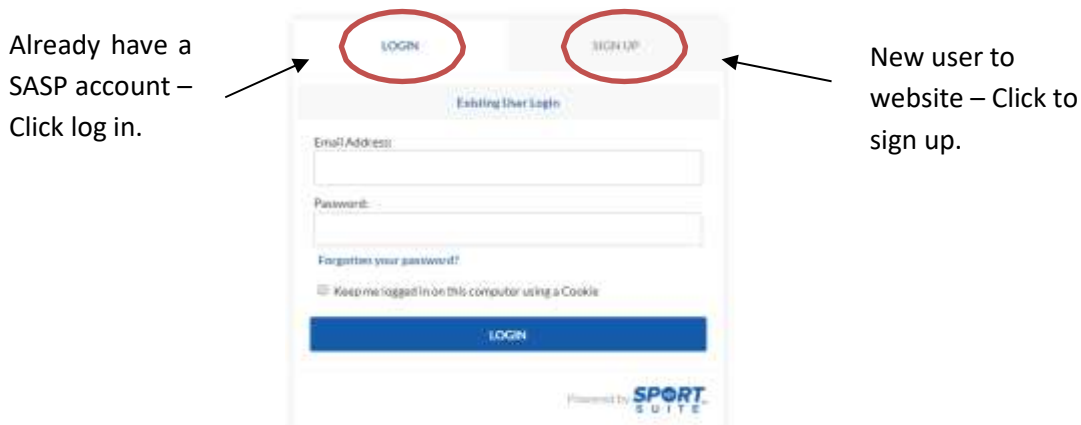 Already have a
SASP account –
Click log in.
LOGIN
SIGN UP
New user to
website – Click to
sign up.
Existing User Login
Email Address:
Password:
Forgotten your password?
Keep me logged in on this computer using a Cookie
LOGIN
Powered by SPORT
SUITE